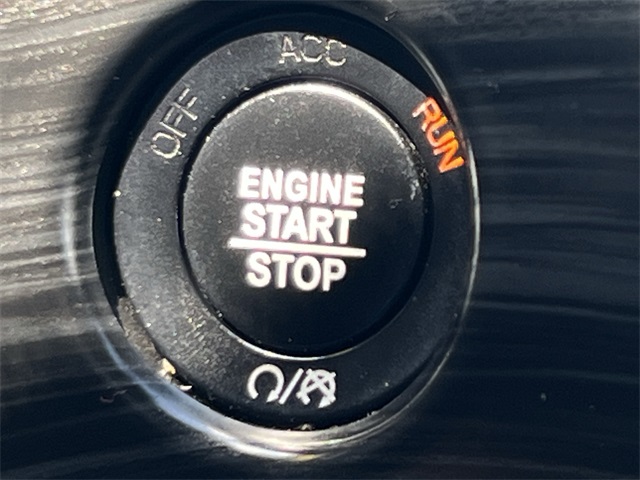 ACC
OFF
RUN
ENGINE
START
STOP